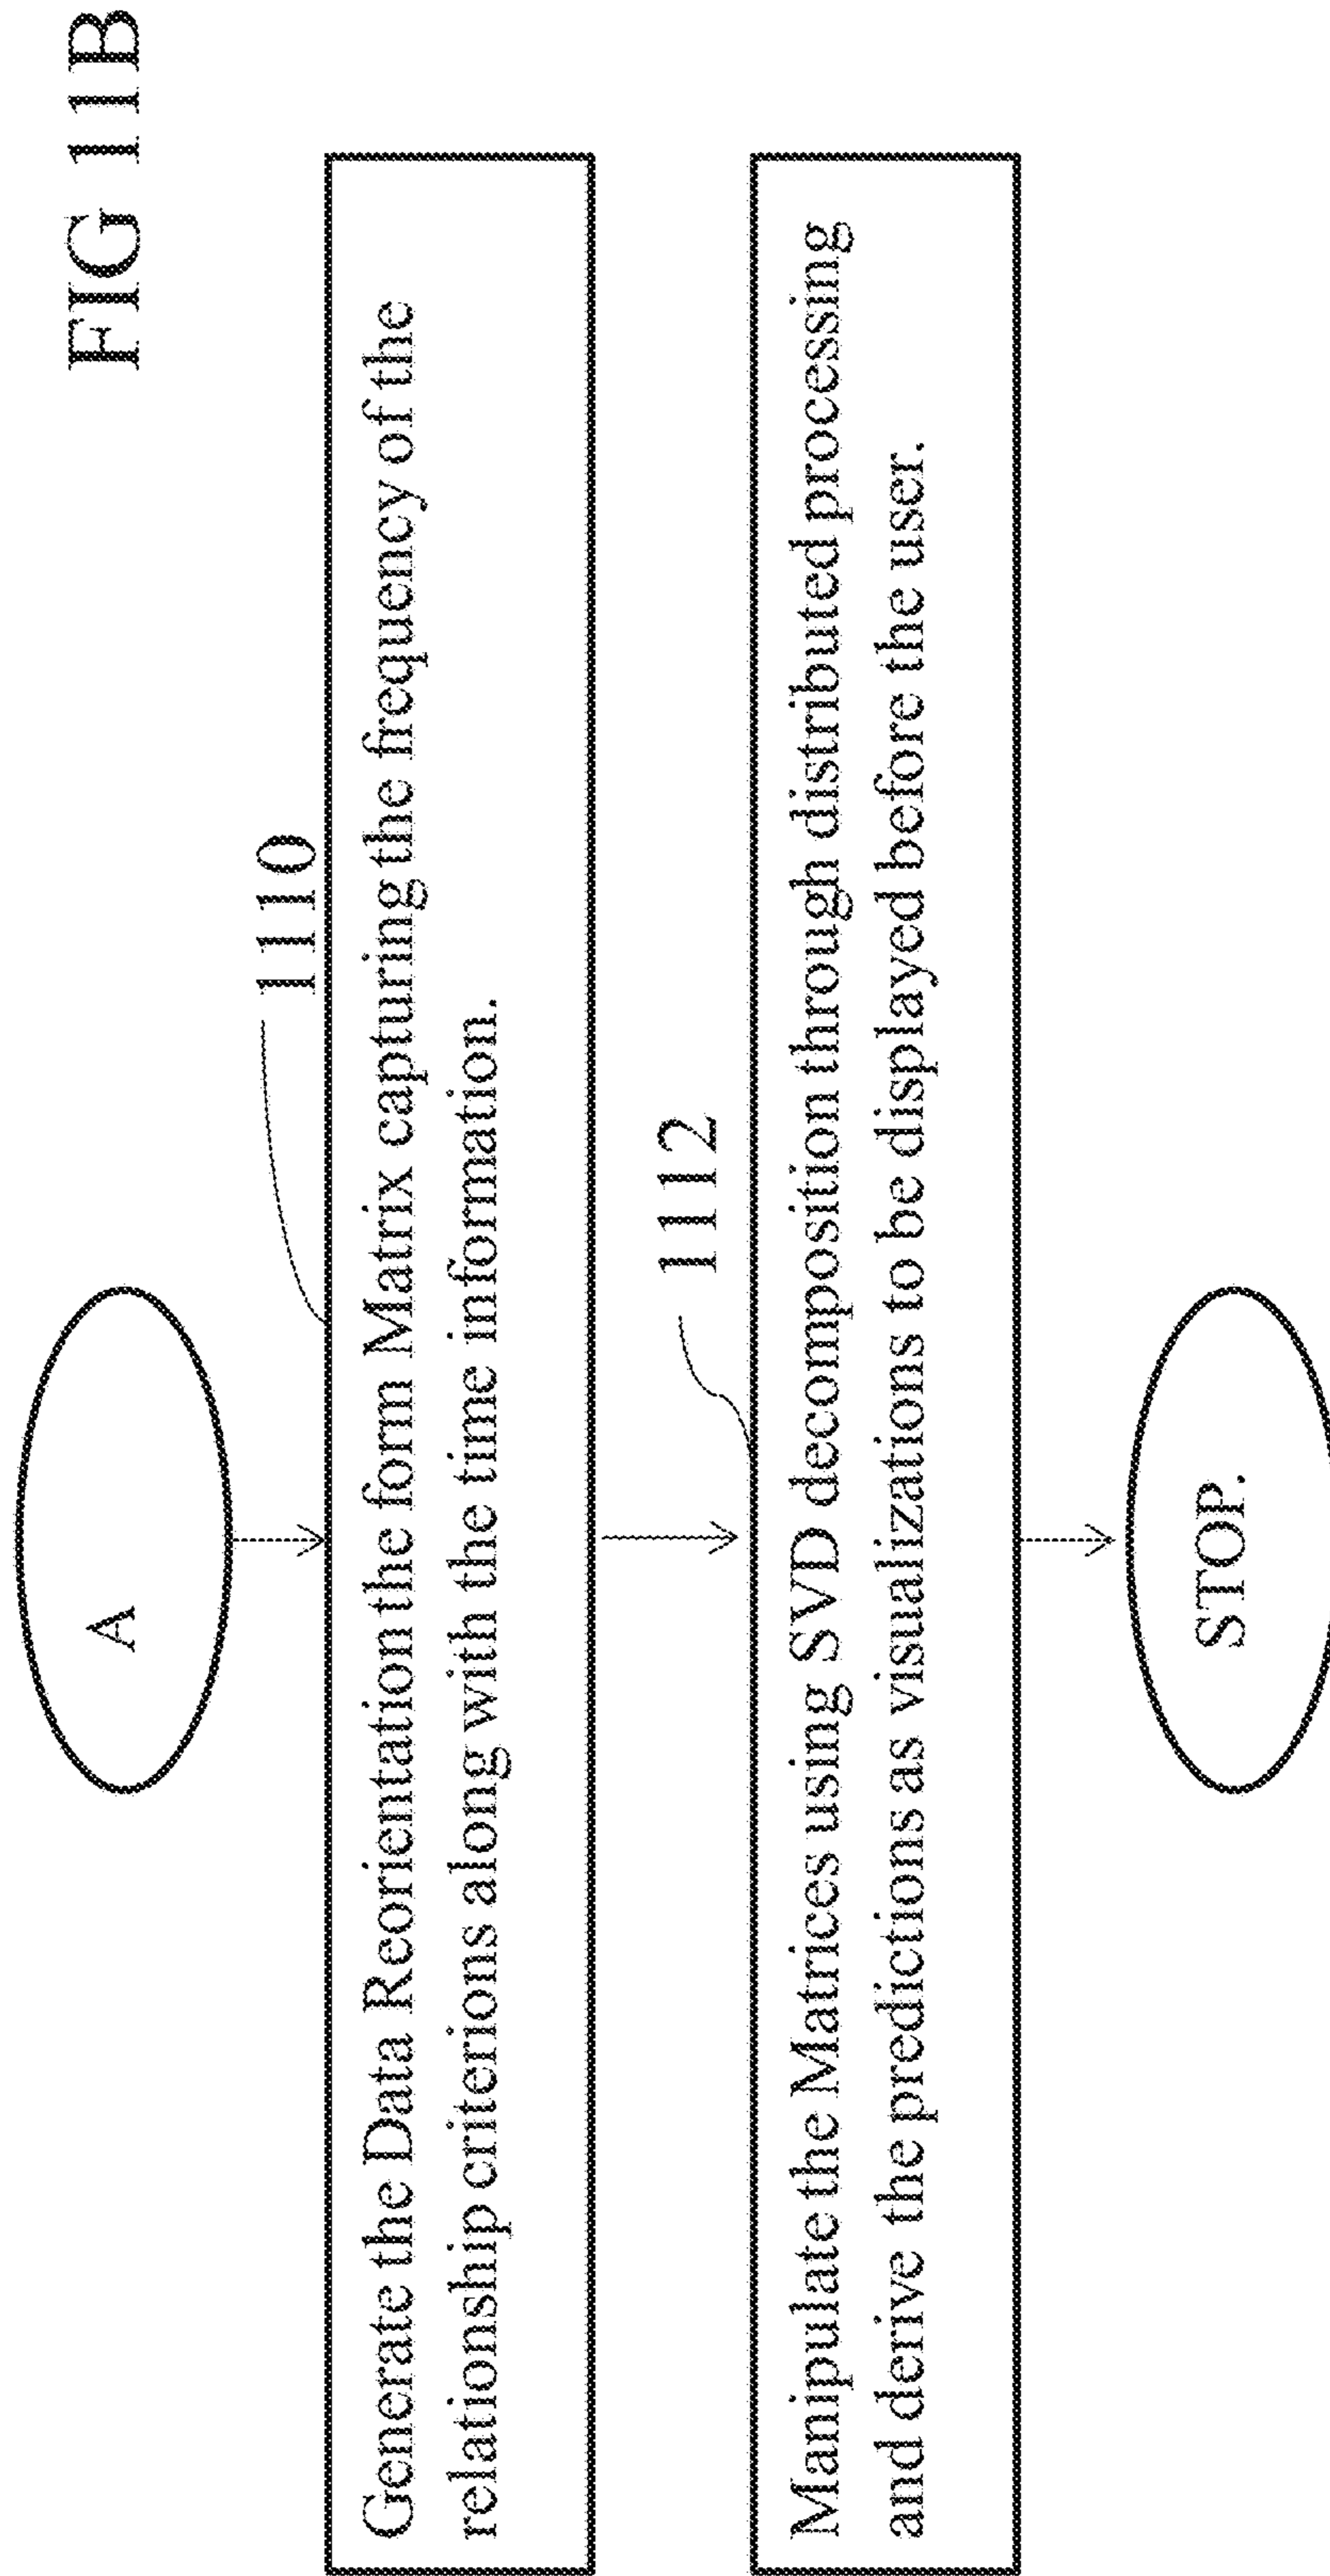 FIG 11B
A
1110
Generate the Data Reorientation the form Matrix capturing the frequency of the
relationship criterions along with the time information.
1112
Manipulate the Matrices using SVD decomposition through distributed processing
and derive the predictions as visualizations to be displayed before the user.
STOP.